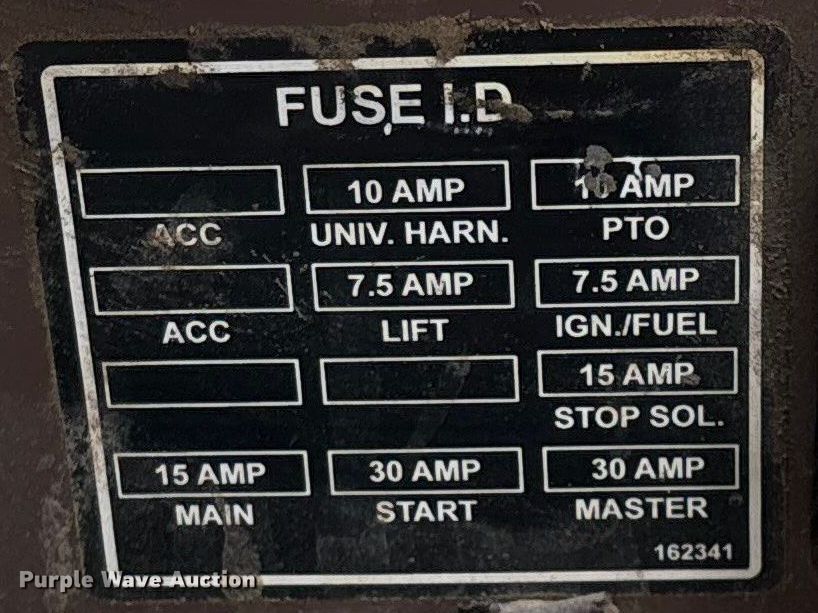 FUSE I.D
10 AMP 10 AMP
ACC UNIV. HARN. PTO
7.5 AMP 7.5 AMP
ACC LIFT IGN./FUEL
15 AMP
STOP SOL.
15 AMP 30 AMP 30 AMP
MAIN START MASTER
162341
Purple Wave Auction